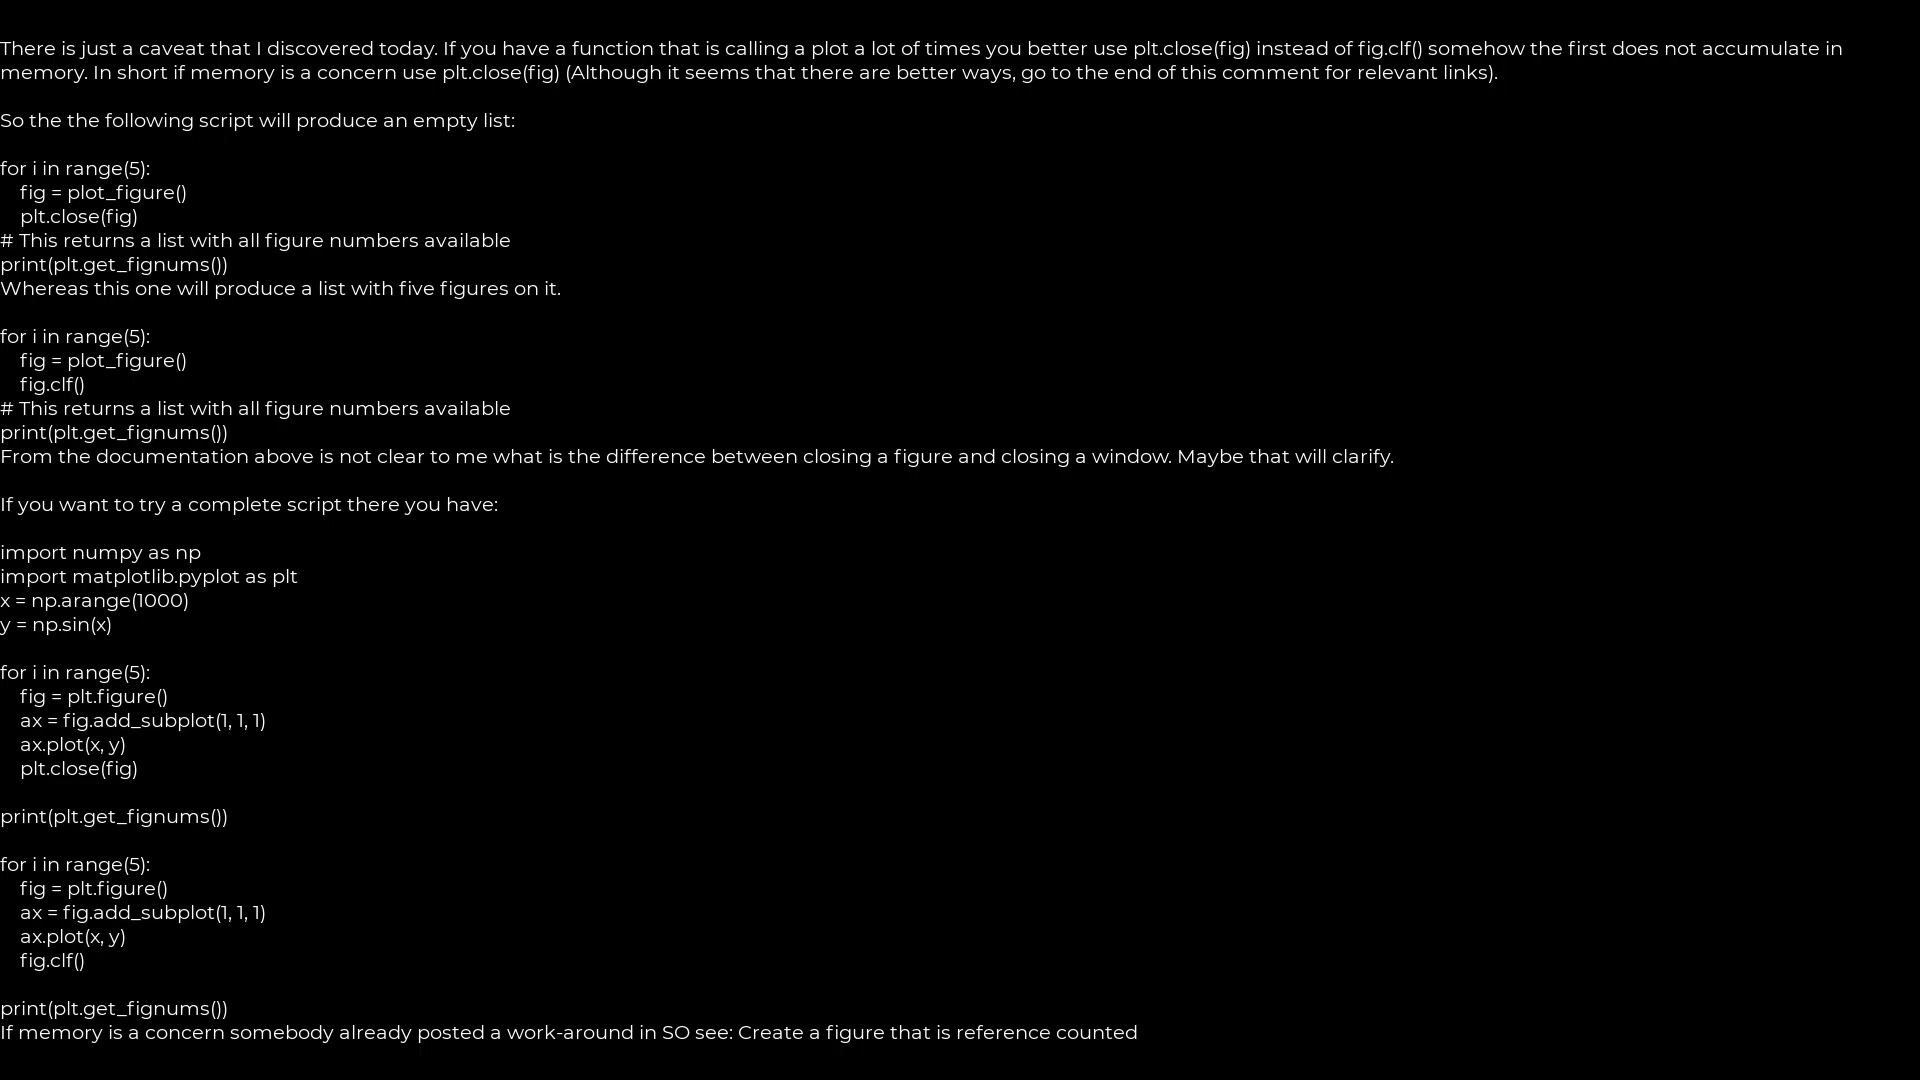 There is just a caveat that I discovered today. If you have a function that is calling a plot a lot of times you better use plt.close(fig) instead of fig.clf() somehow the first does not accumulate in
memory. In short if memory is a concern use plt.close(fig) (Although it seems that there are better ways, go to the end of this comment for relevant links).

So the the following script will produce an empty list:

for i in range(5):
    fig = plot_figure()
    plt.close(fig)
# This returns a list with all figure numbers available
print(plt.get_fignums())
Whereas this one will produce a list with five figures on it.

for i in range(5):
    fig = plot_figure()
    fig.clf()
# This returns a list with all figure numbers available
print(plt.get_fignums())
From the documentation above is not clear to me what is the difference between closing a figure and closing a window. Maybe that will clarify.

If you want to try a complete script there you have:

import numpy as np
import matplotlib.pyplot as plt
x = np.arange(1000)
y = np.sin(x)

for i in range(5):
    fig = plt.figure()
    ax = fig.add_subplot(1, 1, 1)
    ax.plot(x, y)
    plt.close(fig)

print(plt.get_fignums())

for i in range(5):
    fig = plt.figure()
    ax = fig.add_subplot(1, 1, 1)
    ax.plot(x, y)
    fig.clf()

print(plt.get_fignums())
If memory is a concern somebody already posted a work-around in SO see: Create a figure that is reference counted